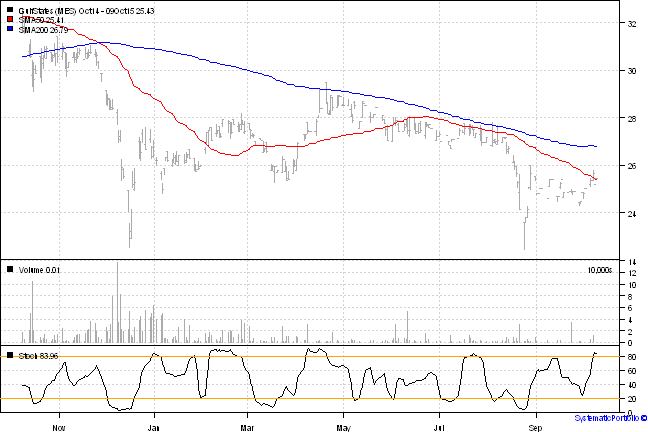 GulfStates (MES) Oct14 - 09Oct15 25.43
SMA50 25.41
SMA200 26.79
32
30
28
26
24
Volume 0.01
14
10,000s
12
10
8
6
4
2
0
Stoch 83.96
80
60
40
20
0
Nov Jan Mar May Jul Sep
SystematicPortfolio ©